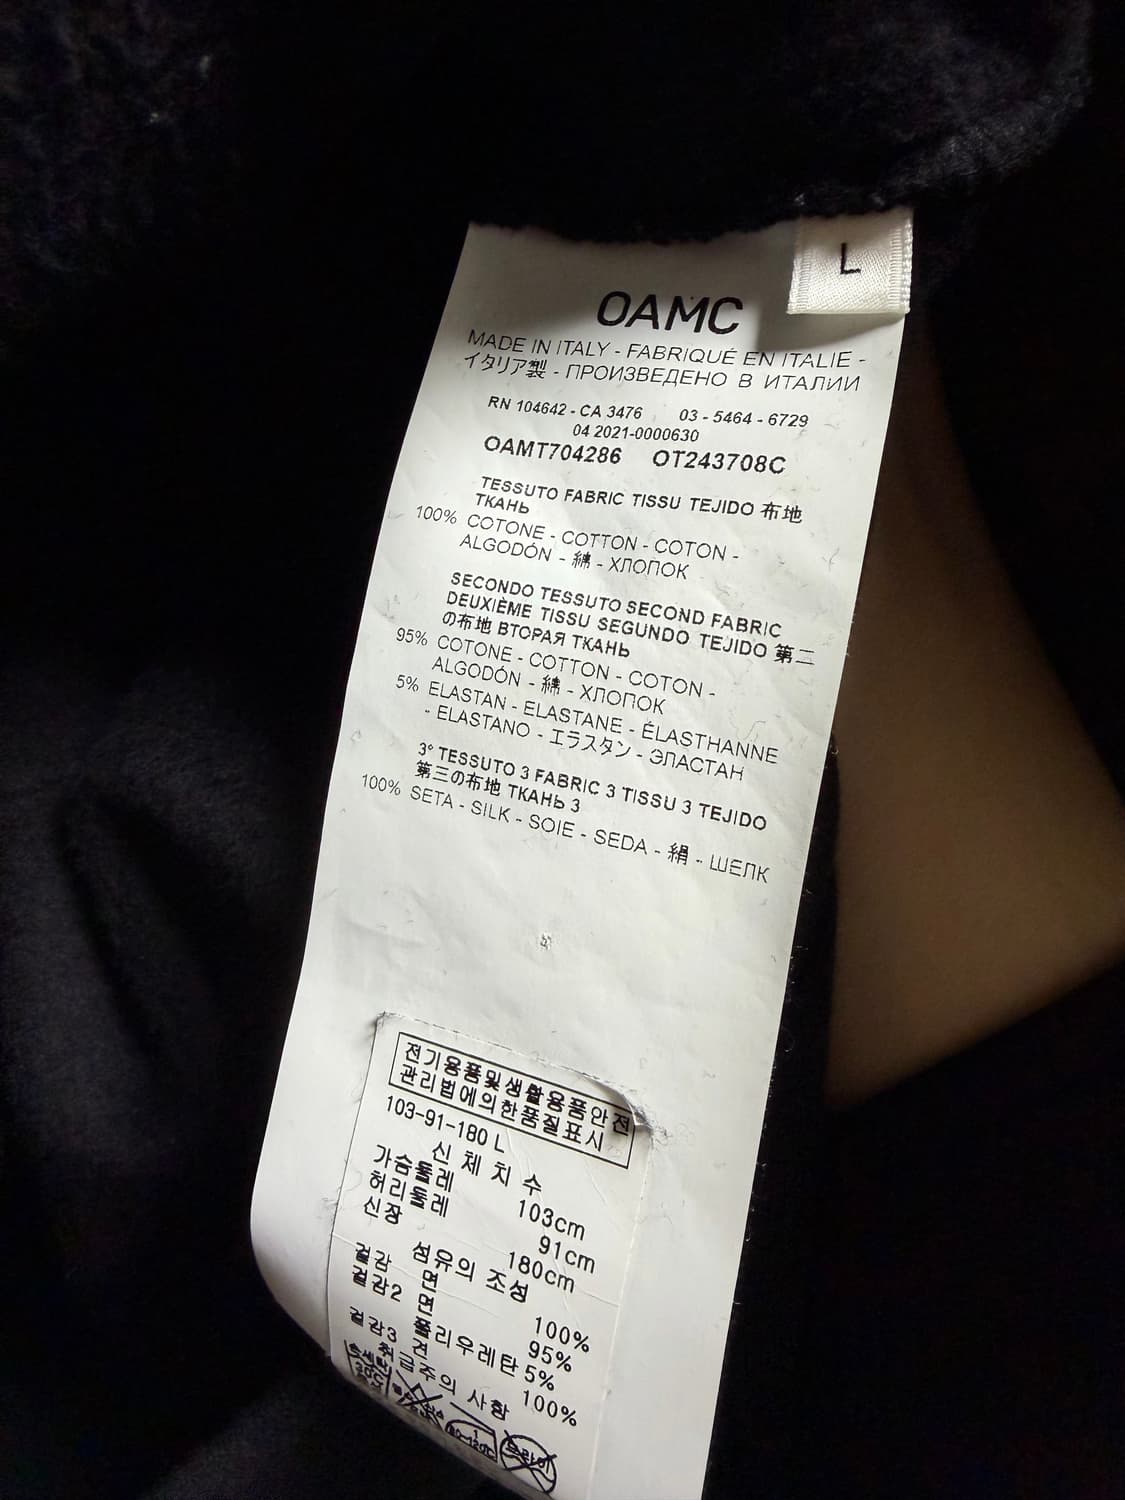 L
OAMC
MADE IN ITALY - FABRIQUÉ EN ITALIE -
イタリア製 - ПРОИЗВЕДЕНО В ИТАЛИИ
RN 104642 - CA 3476 03 - 5464 - 6729
04 2021-0000630
OAMT704286 OT243708C
TESSUTO FABRIC TISSU TEJIDO 布地
ТКАНЬ
100% COTONE - COTTON - COTON -
ALGODÓN - 綿 - ХЛОПОК
SECONDO TESSUTO SECOND FABRIC
DEUXIÈME TISSU SEGUNDO TEJIDO 第二
の布地 ВТОРАЯ ТКАНЬ
95% COTONE - COTTON - COTON -
ALGODÓN - 綿 - ХЛОПОК
5% ELASTAN - ELASTANE - ÉLASTHANNE
- ELASTANO - エラスタン - ЭЛАСТАН
3° TESSUTO 3 FABRIC 3 TISSU 3 TEJIDO
第三の布地 ТКАНЬ 3
100% SETA - SILK - SOIE - SEDA - 絹 - ШЕЛК
전기용품및생활용품안전
관리법에의한품질표시
103-91-180 L
신 체 치 수
가슴둘레 103cm
허리둘레 91cm
신장 180cm
섬유의 조성
겉감 면 100%
겉감2 면 95%
폴리우레탄 5%
겉감3 견 100%
취급주의 사항
손세탁
30℃
드라이